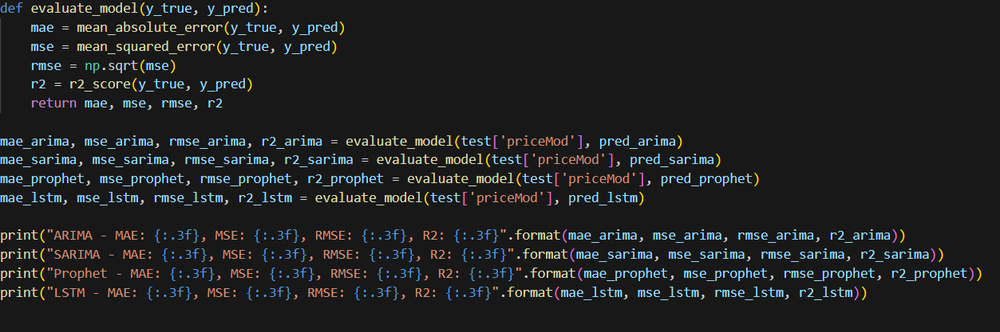 def evaluate_model(y_true, y_pred):
    mae = mean_absolute_error(y_true, y_pred)
    mse = mean_squared_error(y_true, y_pred)
    rmse = np.sqrt(mse)
    r2 = r2_score(y_true, y_pred)
    return mae, mse, rmse, r2

mae_arima, mse_arima, rmse_arima, r2_arima = evaluate_model(test['priceMod'], pred_arima)
mae_sarima, mse_sarima, rmse_sarima, r2_sarima = evaluate_model(test['priceMod'], pred_sarima)
mae_prophet, mse_prophet, rmse_prophet, r2_prophet = evaluate_model(test['priceMod'], pred_prophet)
mae_lstm, mse_lstm, rmse_lstm, r2_lstm = evaluate_model(test['priceMod'], pred_lstm)

print("ARIMA - MAE: {:.3f}, MSE: {:.3f}, RMSE: {:.3f}, R2: {:.3f}".format(mae_arima, mse_arima, rmse_arima, r2_arima))
print("SARIMA - MAE: {:.3f}, MSE: {:.3f}, RMSE: {:.3f}, R2: {:.3f}".format(mae_sarima, mse_sarima, rmse_sarima, r2_sarima))
print("Prophet - MAE: {:.3f}, MSE: {:.3f}, RMSE: {:.3f}, R2: {:.3f}".format(mae_prophet, mse_prophet, rmse_prophet, r2_prophet))
print("LSTM - MAE: {:.3f}, MSE: {:.3f}, RMSE: {:.3f}, R2: {:.3f}".format(mae_lstm, mse_lstm, rmse_lstm, r2_lstm))